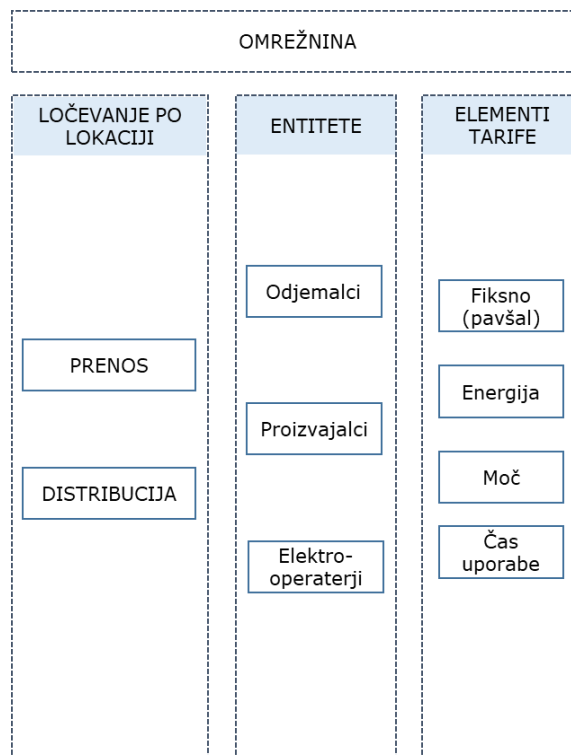 OMREŽNINA
LOČEVANJE PO
LOKACIJI
PRENOS
DISTRIBUCIJA
ENTITETE
Odjemalci
Proizvajalci
Elektro-
operaterji
ELEMENTI
TARIFE
Fiksno
(pavšal)
Energija
Moč
Čas
uporabe